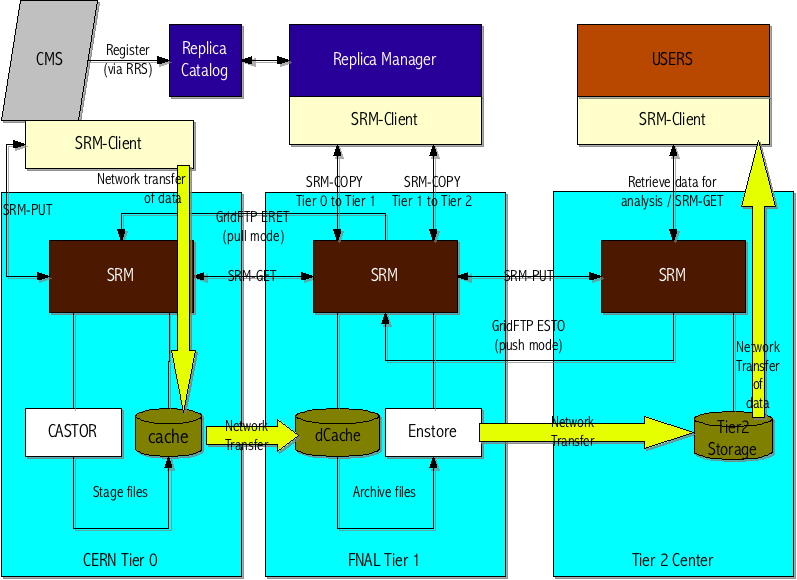 CMS
Register
(via RRS)
Replica
Catalog
Replica Manager
USERS
SRM-Client
SRM-Client
SRM-Client
Network transfer
of data
SRM-PUT
SRM-COPY
Tier 0 to Tier 1
SRM-COPY
Tier 1 to Tier 2
Retrieve data for
analysis / SRM-GET
GridFTP ERET
(pull mode)
SRM
SRM-GET
SRM
SRM-PUT
SRM
GridFTP ESTO
(push mode)
Network
Transfer
of
data
CASTOR
cache
Network
Transfer
dCache
Enstore
Network
Transfer
Tier2
Storage
Stage files
Archive files
CERN Tier 0
FNAL Tier 1
Tier 2 Center